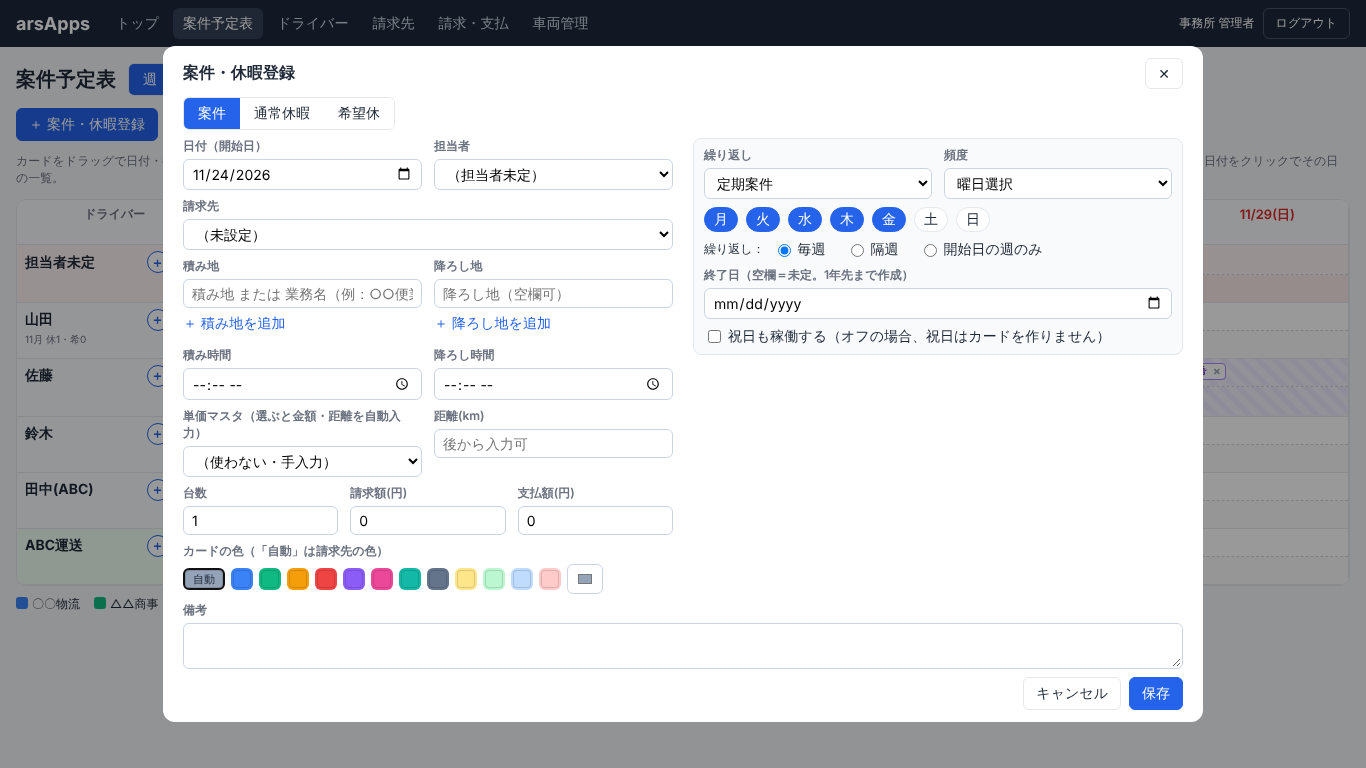 arsApps トップ 案件予定表 ドライバー 請求先 請求・支払 車両管理 事務所 管理者 ログアウト
案件予定表 週
＋ 案件・休暇登録
カードをドラッグで日付・
日付をクリックでその日
の一覧。
ドライバー
11/29(日)
担当者未定 +
山田 +
11月 休1・希0
佐藤 +
鈴木 +
田中(ABC) +
ABC運送 +
〇〇物流 △△商事
×
案件・休暇登録
×
案件 通常休暇 希望休
日付（開始日） 担当者
11/24/2026 （担当者未定）
請求先
（未設定）
積み地 降ろし地
積み地 または 業務名（例：〇〇便 降ろし地（空欄可）
＋ 積み地を追加 ＋ 降ろし地を追加
積み時間 降ろし時間
--:-- -- --:-- --
単価マスタ（選ぶと金額・距離を自動入
力） 距離(km)
（使わない・手入力） 後から入力可
台数 請求額(円) 支払額(円)
1 0 0
カードの色（「自動」は請求先の色）
自動
備考
繰り返し 頻度
定期案件 曜日選択
月 火 水 木 金 土 日
繰り返し： 毎週 隔週 開始日の週のみ
終了日（空欄＝未定。1年先まで作成）
mm/dd/yyyy
祝日も稼働する（オフの場合、祝日はカードを作りません）
キャンセル 保存